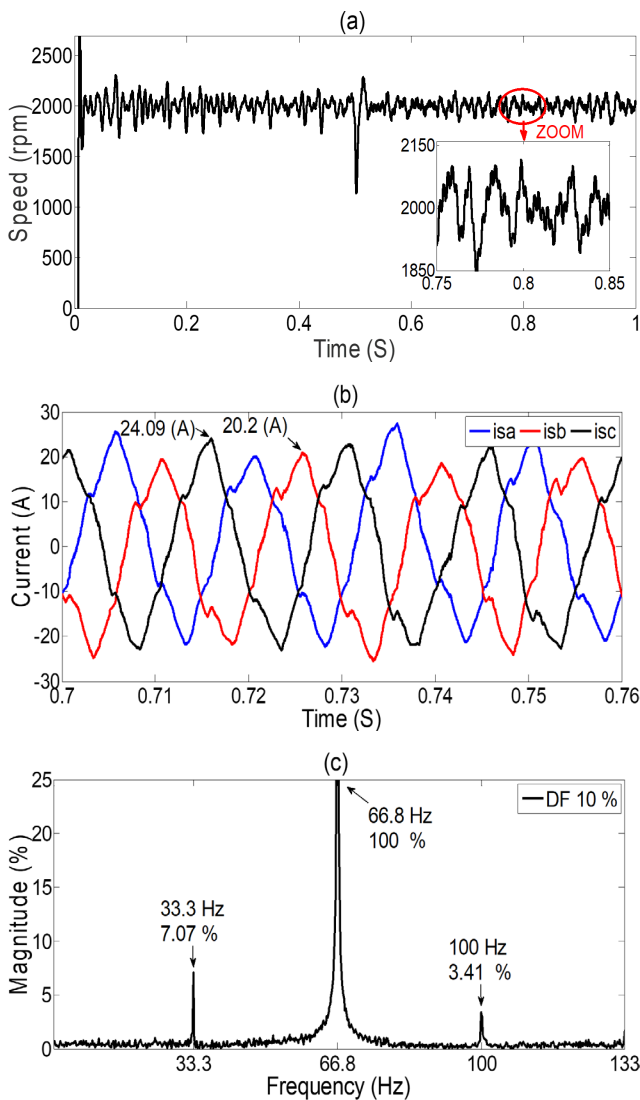 (a)
Speed (rpm)
2500
2000
1500
1000
500
0
ZOOM
2150
2000
1850
0.75
0.8
0.85
0
0.2
0.4
0.6
0.8
1
Time (S)
(b)
Current (A)
30
20
10
0
-10
-20
-30
24.09 (A)
20.2 (A)
isa
isb
isc
0.7
0.71
0.72
0.73
0.74
0.75
0.76
Time (S)
(c)
Magnitude (%)
25
20
15
10
5
0
DF 10 %
66.8 Hz
100 %
33.3 Hz
7.07 %
100 Hz
3.41 %
33.3
66.8
100
133
Frequency (Hz)